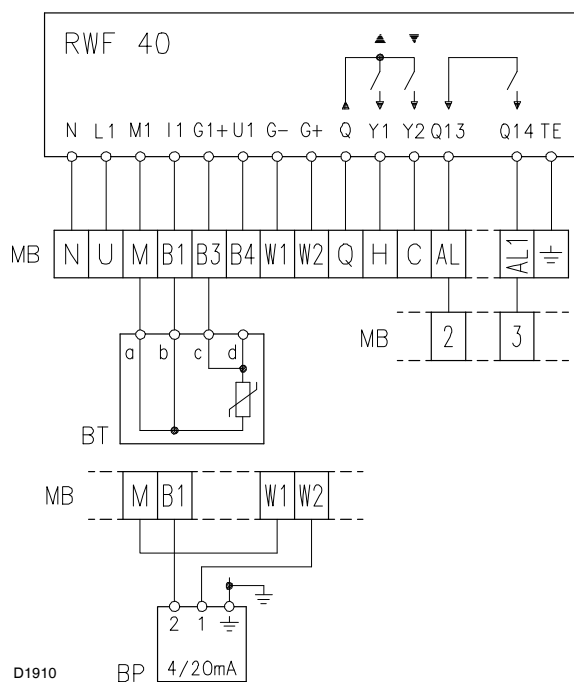 RWF 40
N L1 M1 I1 G1+ U1 G- G+ Q Y1 Y2 Q13 Q14 TE
MB N U M B1 B3 B4 W1 W2 Q H C AL AL1
MB 2 3
a b c d
BT
MB M B1 W1 W2
2 1
D1910 BP 4/20mA